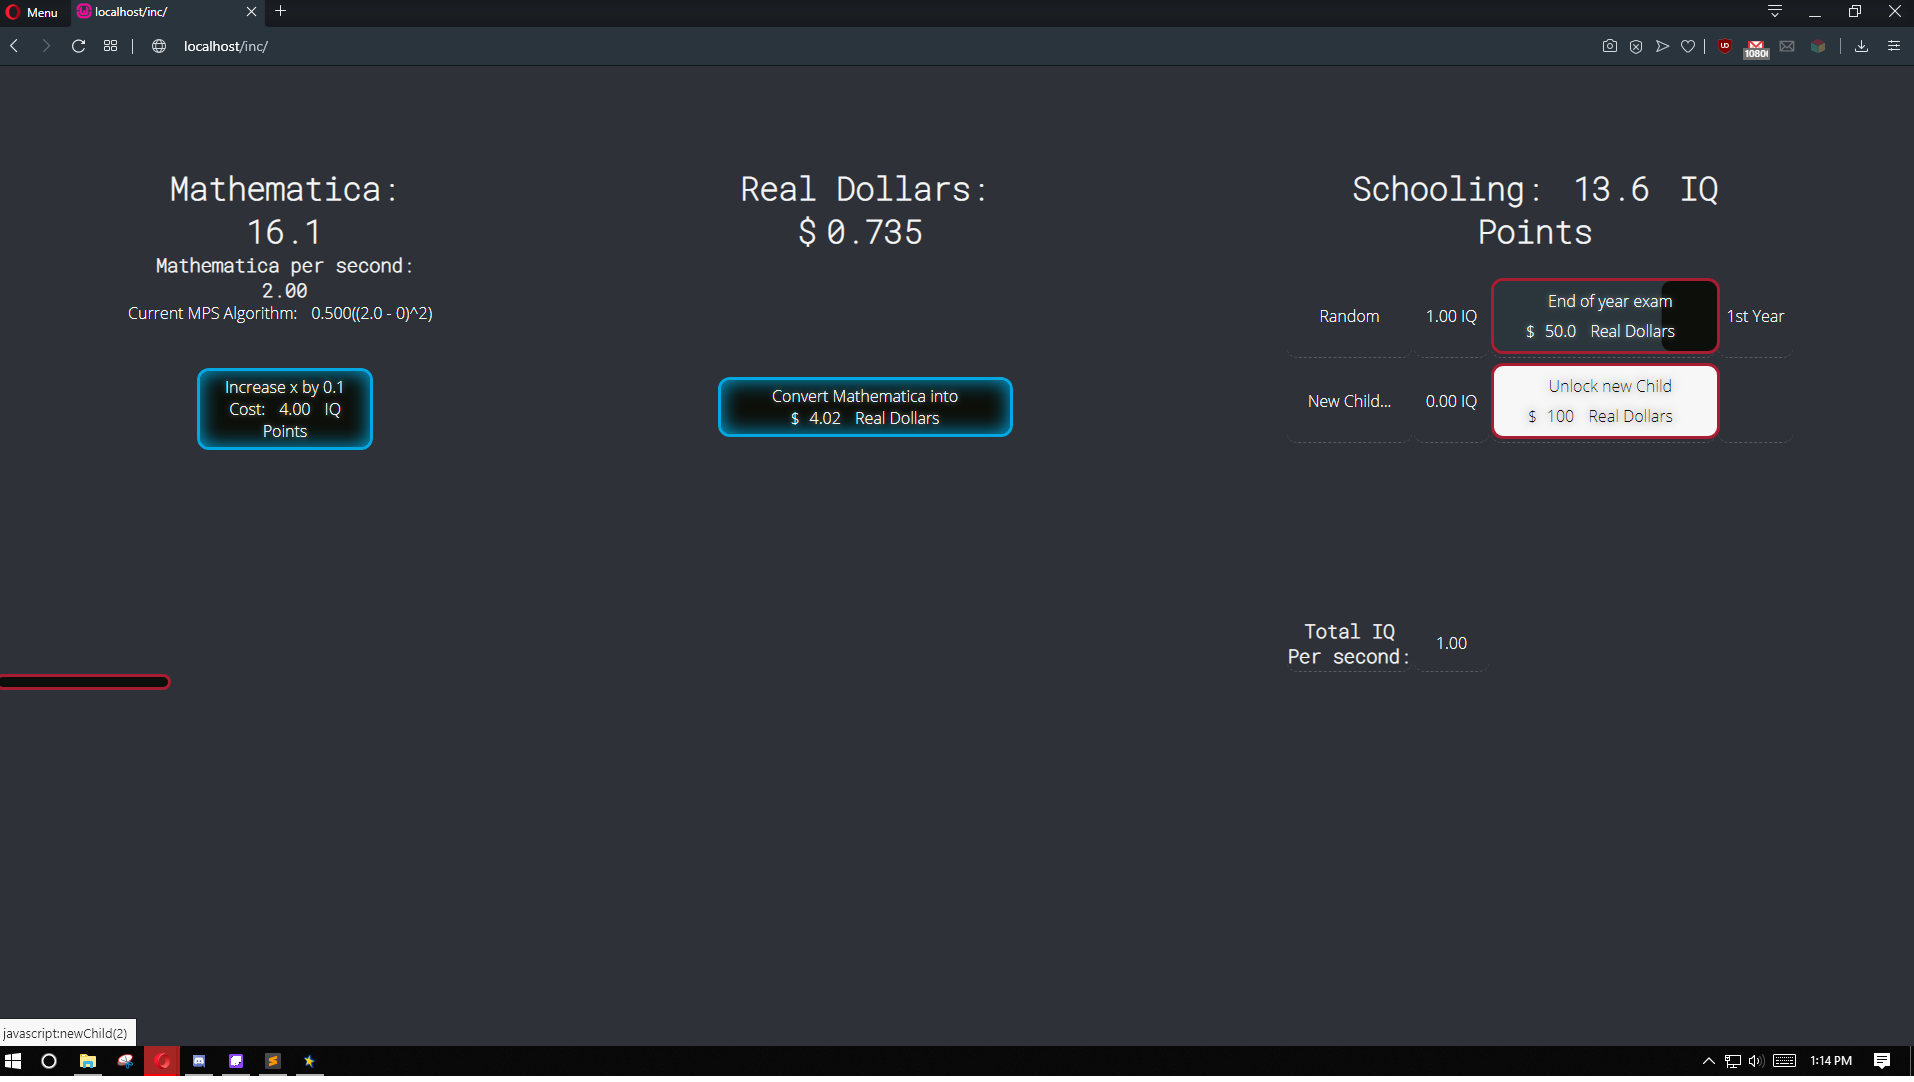 Menu
localhost/inc/
localhost/inc/
1080
Mathematica:
16.1
Mathematica per second:
2.00
Current MPS Algorithm: 0.500((2.0 - 0)^2)
Increase x by 0.1
Cost: 4.00 IQ
Points
Real Dollars:
$ 0.735
Convert Mathematica into
$ 4.02 Real Dollars
Schooling: 13.6 IQ
Points
Random 1.00 IQ
End of year exam
$ 50.0 Real Dollars
1st Year
New Child... 0.00 IQ
Unlock new Child
$ 100 Real Dollars
Total IQ
Per second:
1.00
javascript:newChild(2)
1:14 PM